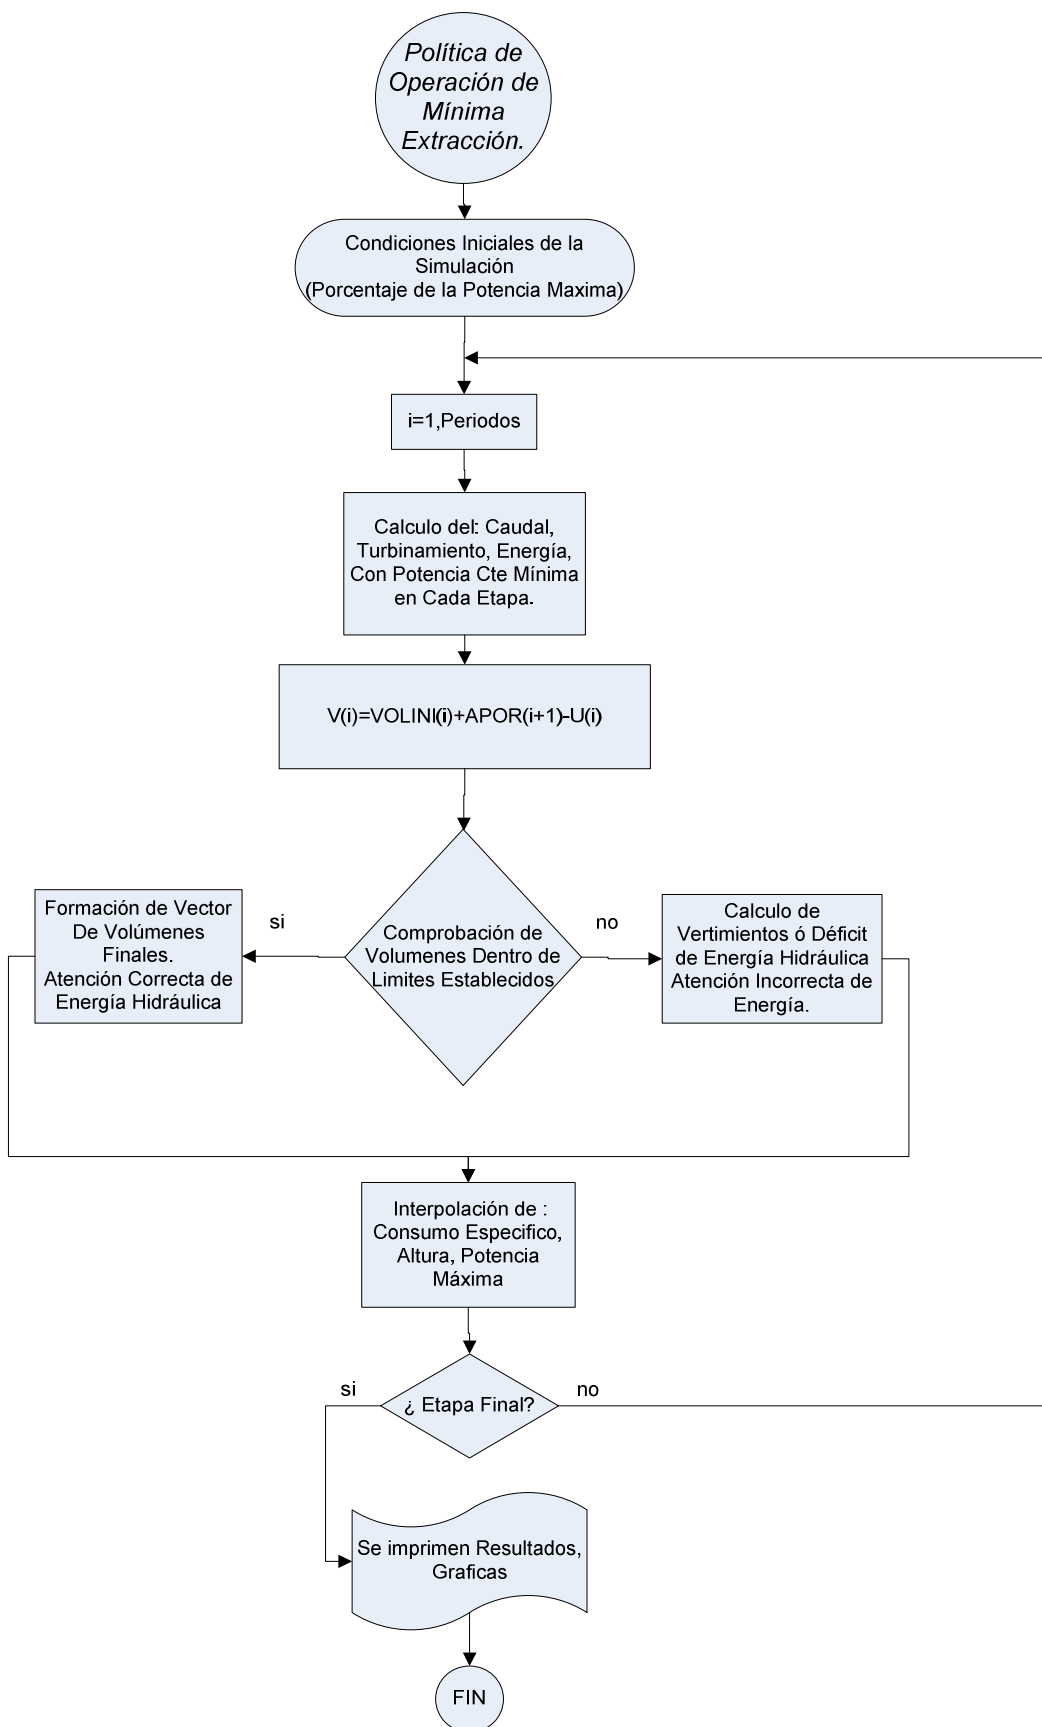 Política de
Operación de
Mínima
Extracción.
Condiciones Iniciales de la
Simulación
(Porcentaje de la Potencia Maxima)
i=1,Periodos
Calculo del: Caudal,
Turbinamiento, Energía,
Con Potencia Cte Mínima
en Cada Etapa.
V(i)=VOLINI(i)+APOR(i+1)-U(i)
Formación de Vector
De Volúmenes
Finales.
Atención Correcta de
Energía Hidráulica
si
Comprobación de
Volumenes Dentro de
Limites Establecidos
no
Calculo de
Vertimientos ó Déficit
de Energía Hidráulica
Atención Incorrecta de
Energía.
Interpolación de :
Consumo Especifico,
Altura, Potencia
Máxima
si
¿ Etapa Final?
no
Se imprimen Resultados,
Graficas
FIN